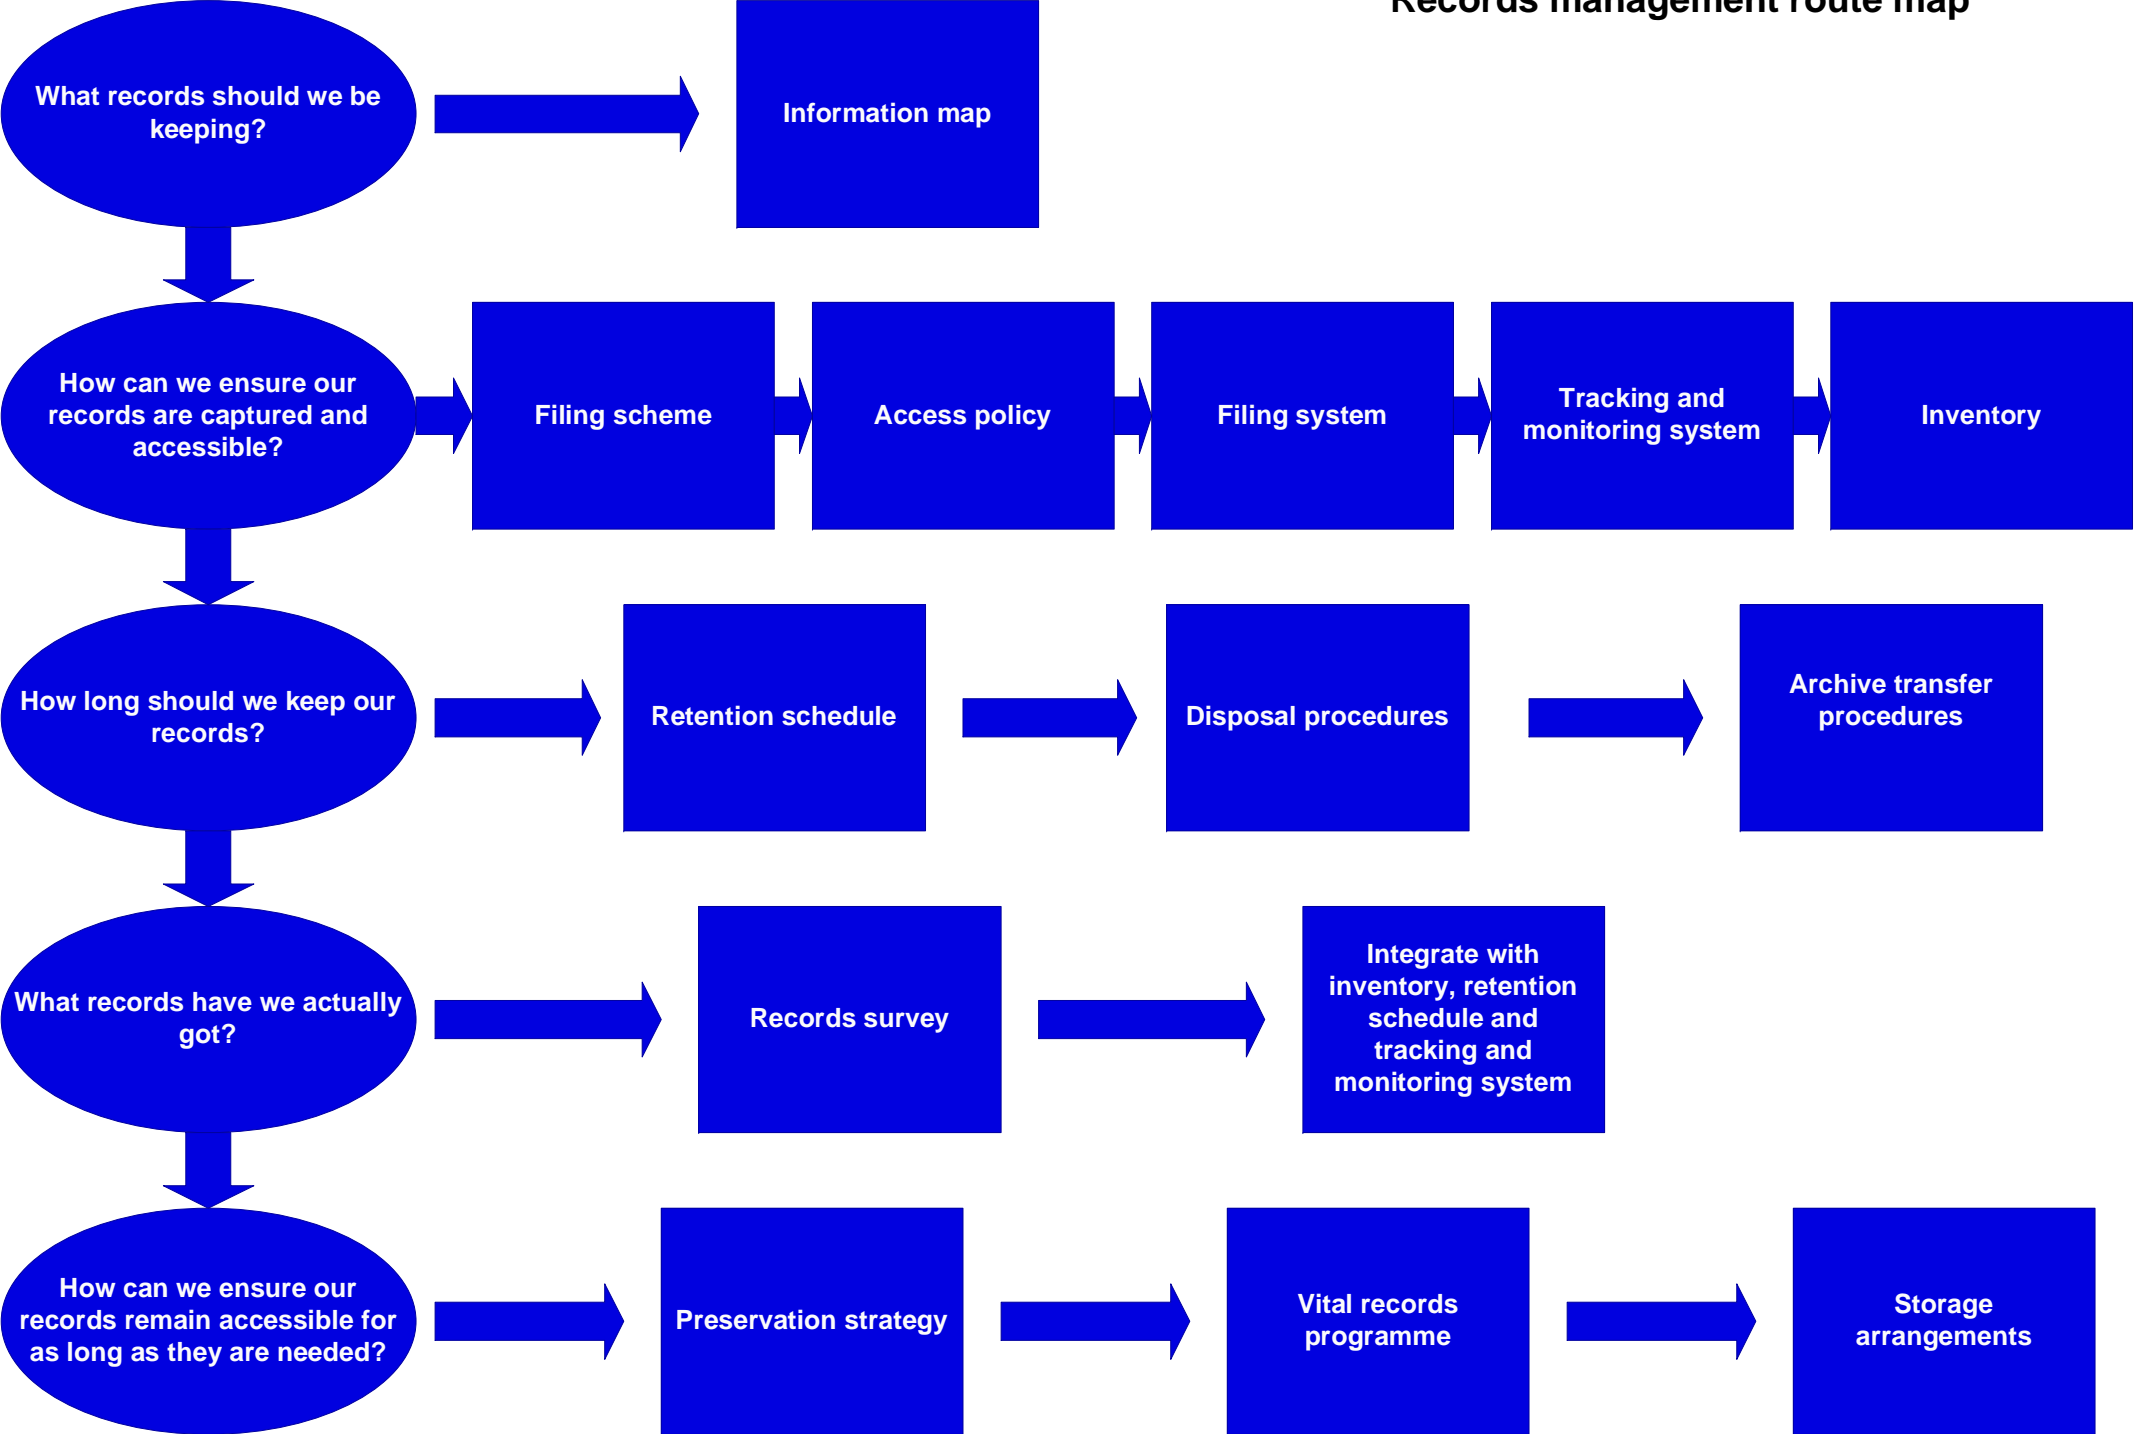 Records management route map
What records should we be
keeping?
Information map
How can we ensure our
records are captured and
accessible?
Filing scheme
Access policy
Filing system
Tracking and
monitoring system
Inventory
How long should we keep our
records?
Retention schedule
Disposal procedures
Archive transfer
procedures
What records have we actually
got?
Records survey
Integrate with
inventory, retention
schedule and
tracking and
monitoring system
How can we ensure our
records remain accessible for
as long as they are needed?
Preservation strategy
Vital records
programme
Storage
arrangements